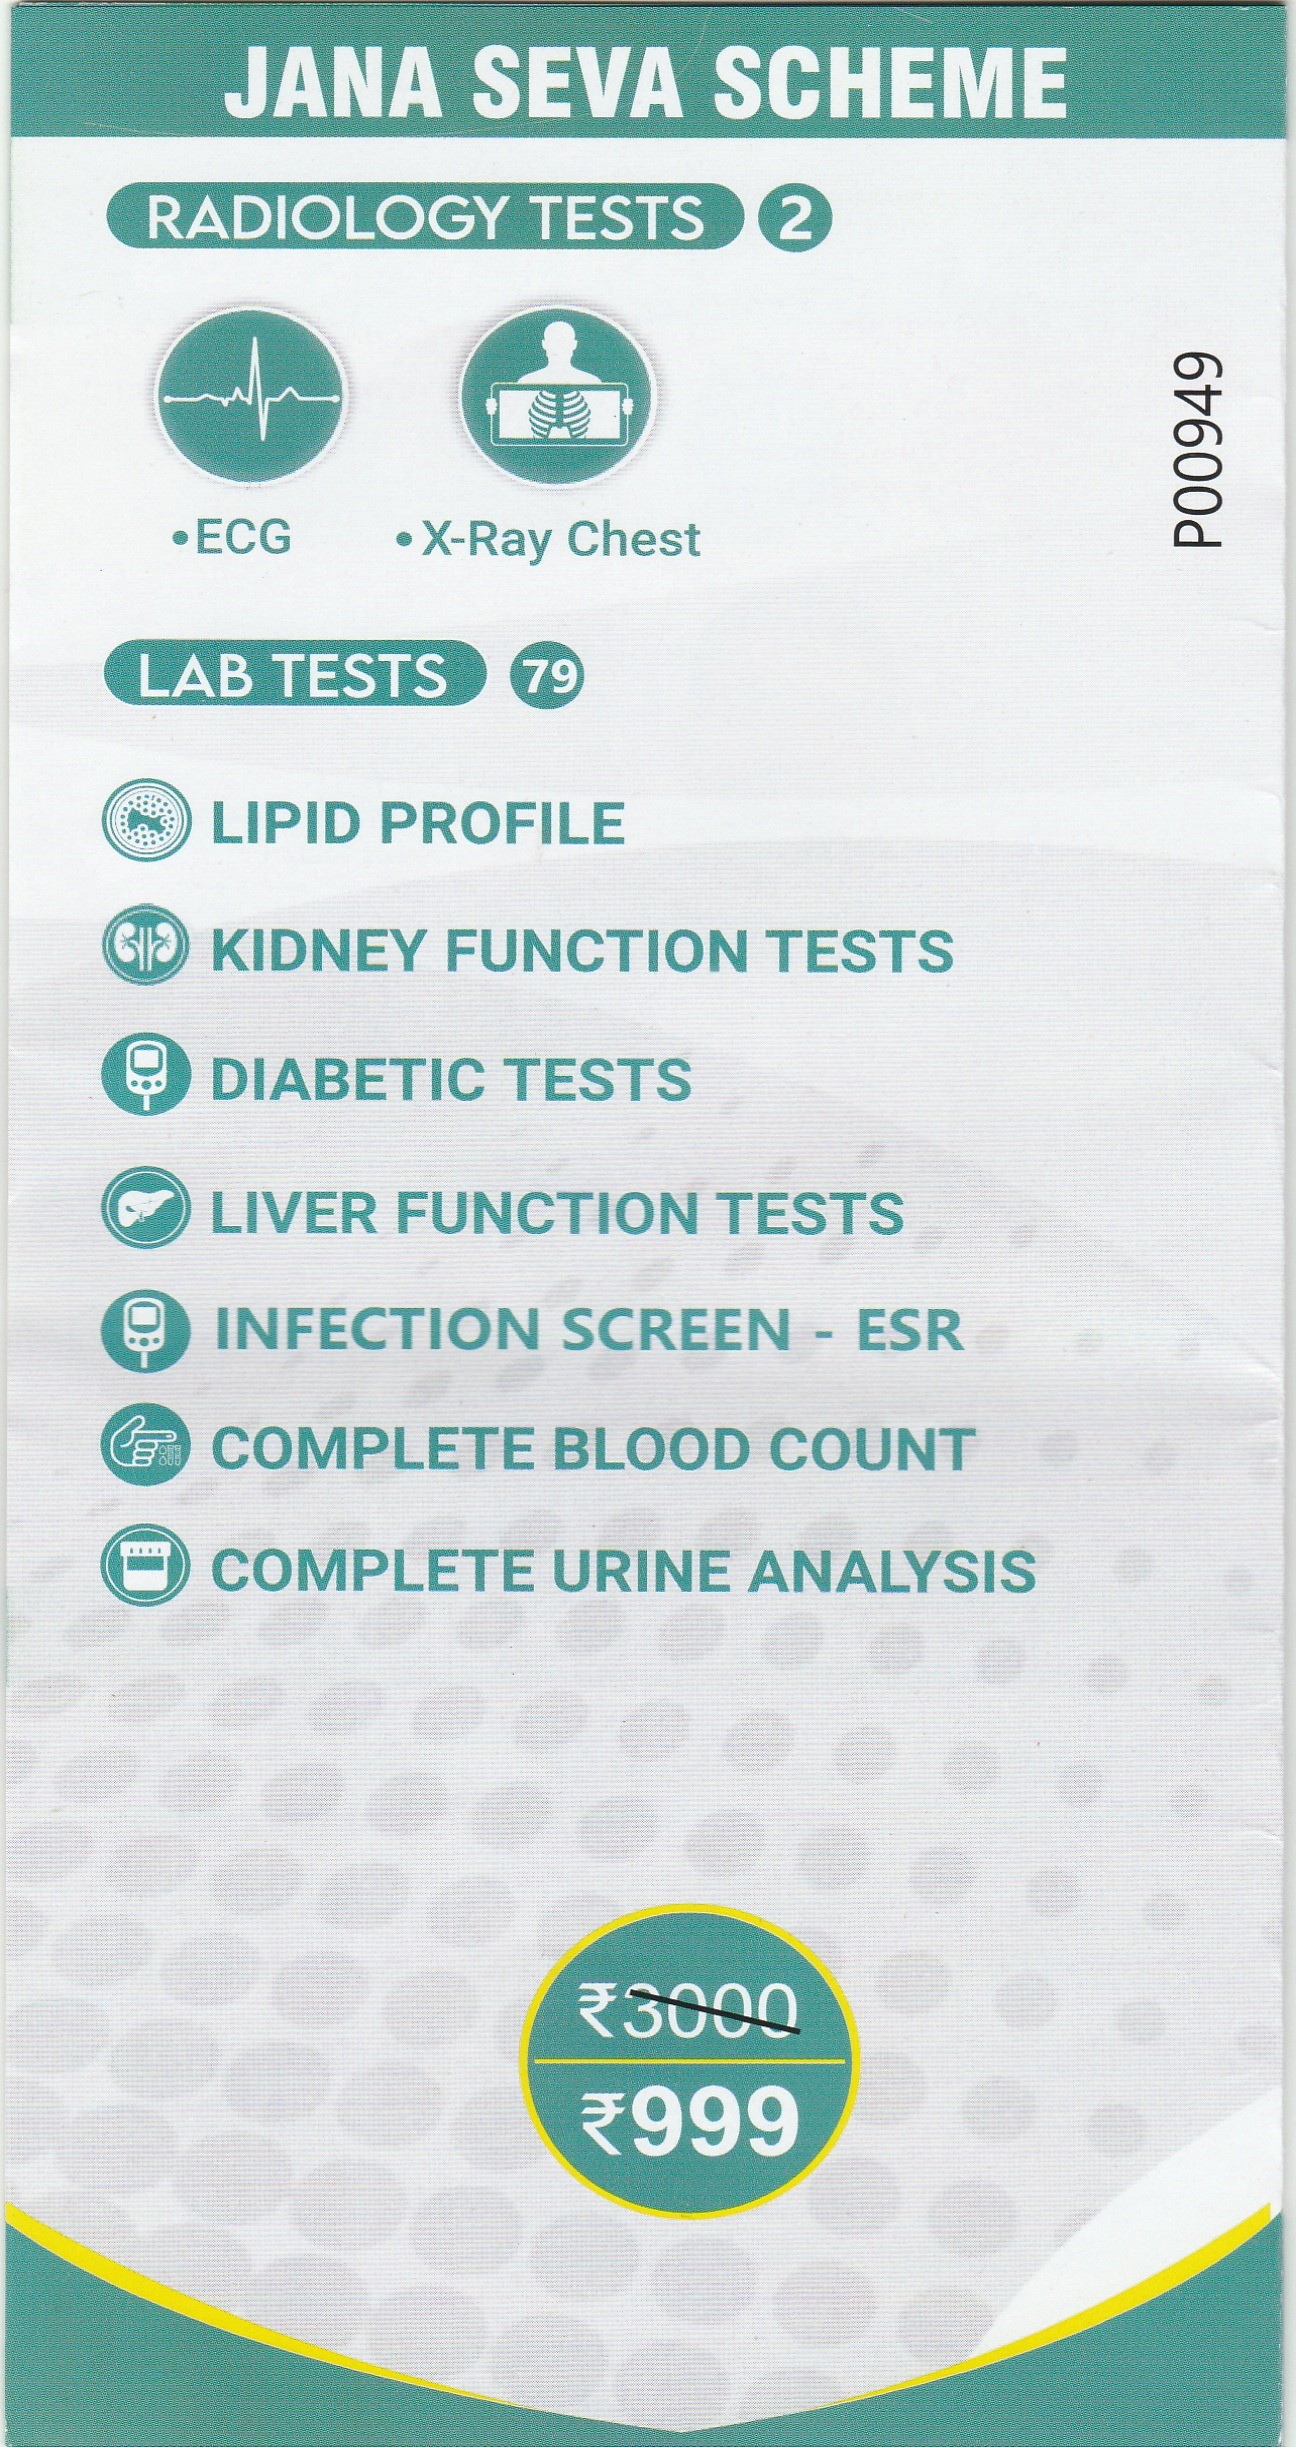 JANA SEVA SCHEME
RADIOLOGY TESTS 2
•ECG
•X-Ray Chest
P00949
LAB TESTS 79
LIPID PROFILE
KIDNEY FUNCTION TESTS
DIABETIC TESTS
LIVER FUNCTION TESTS
INFECTION SCREEN - ESR
COMPLETE BLOOD COUNT
COMPLETE URINE ANALYSIS
₹3000
₹999